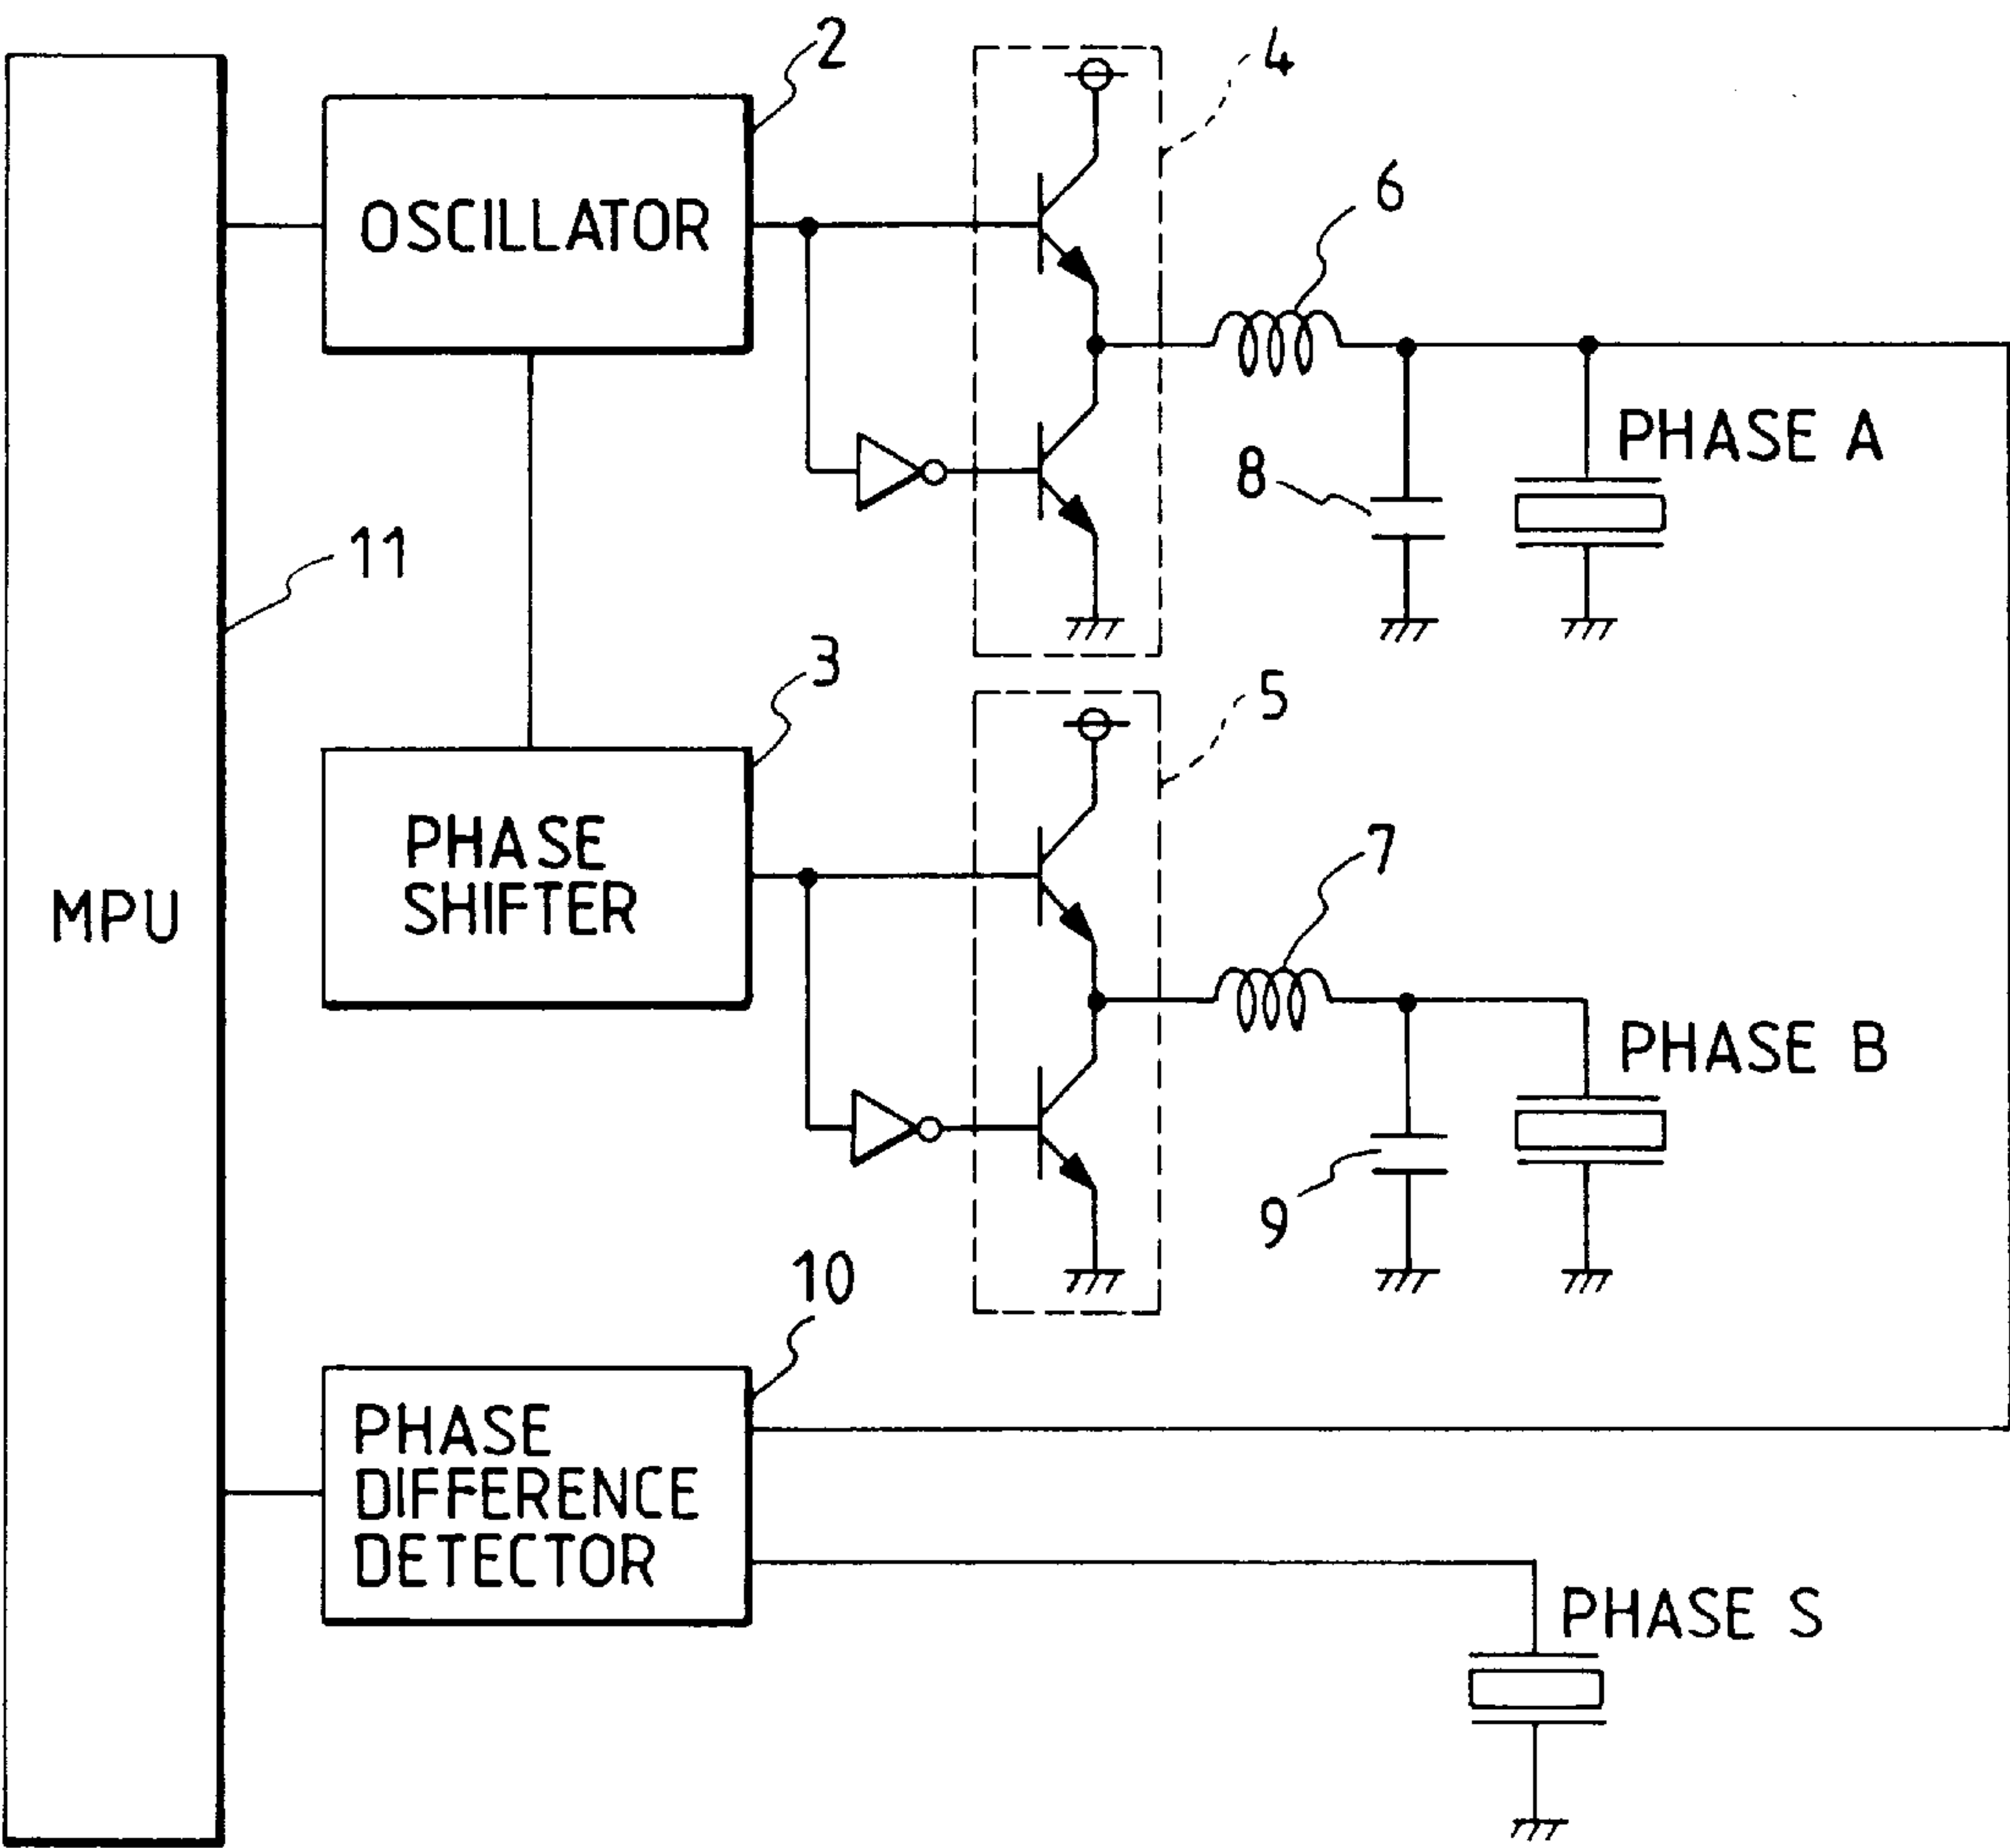 2
4
OSCILLATOR
6
PHASE A
8
11
3
5
PHASE
SHIFTER
7
MPU
PHASE B
9
10
PHASE
DIFFERENCE
DETECTOR
PHASE S